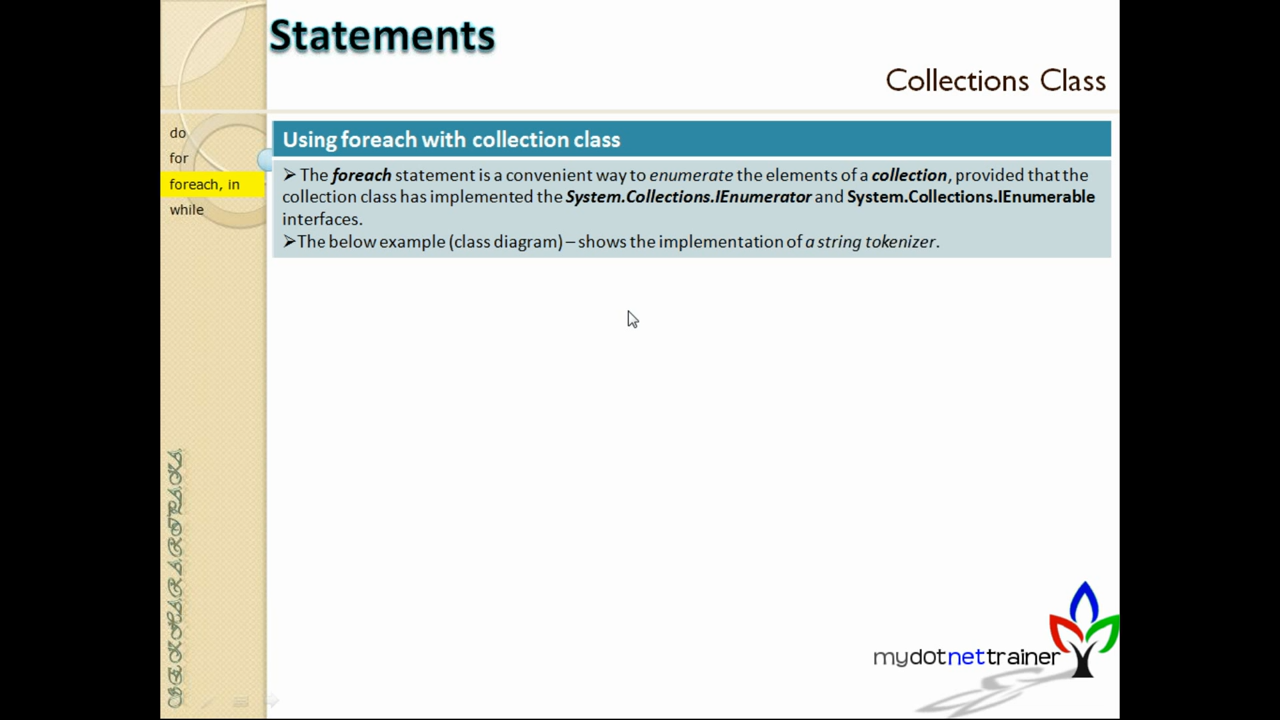 Statements
Collections Class
do
for
foreach, in
while
Using foreach with collection class
➢ The foreach statement is a convenient way to enumerate the elements of a collection, provided that the
collection class has implemented the System.Collections.IEnumerator and System.Collections.IEnumerable
interfaces.
➢The below example (class diagram) – shows the implementation of a string tokenizer.
mydotnettrainer